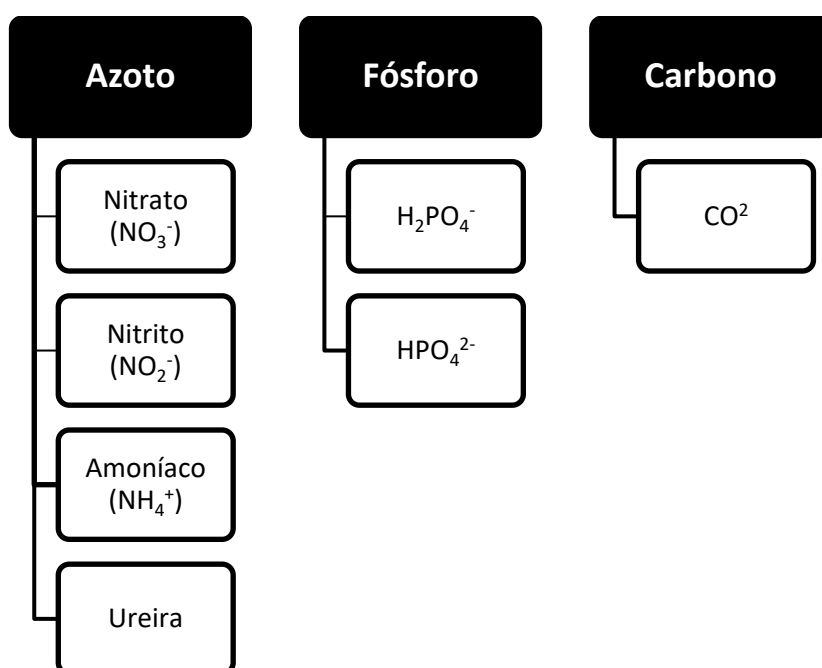 Azoto
Nitrato
(NO₃⁻)
Nitrito
(NO₂⁻)
Amoníaco
(NH₄⁺)
Ureira
Fósforo
H₂PO₄⁻
HPO₄²⁻
Carbono
CO²